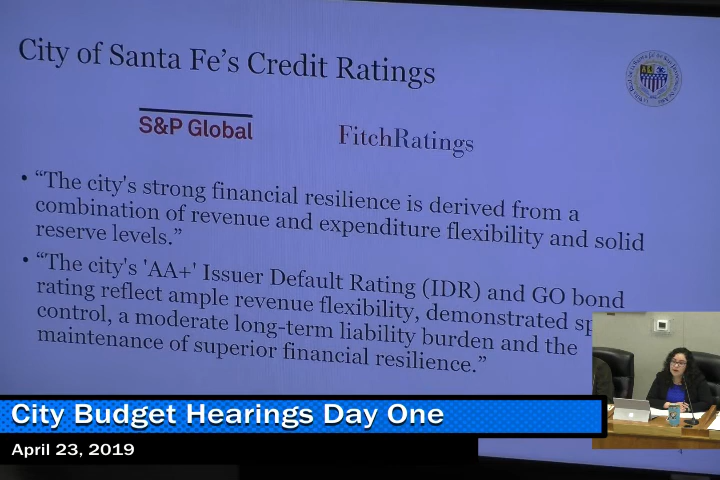 City of Santa Fe's Credit Ratings
S&P Global
FitchRatings
• “The city's strong financial resilience is derived from a
combination of revenue and expenditure flexibility and solid
reserve levels.”
• “The city's 'AA+' Issuer Default Rating (IDR) and GO bond
rating reflect ample revenue flexibility, demonstrated
control, a moderate long-term liability burden and the
maintenance of superior financial resilience.”
City Budget Hearings Day One
April 23, 2019